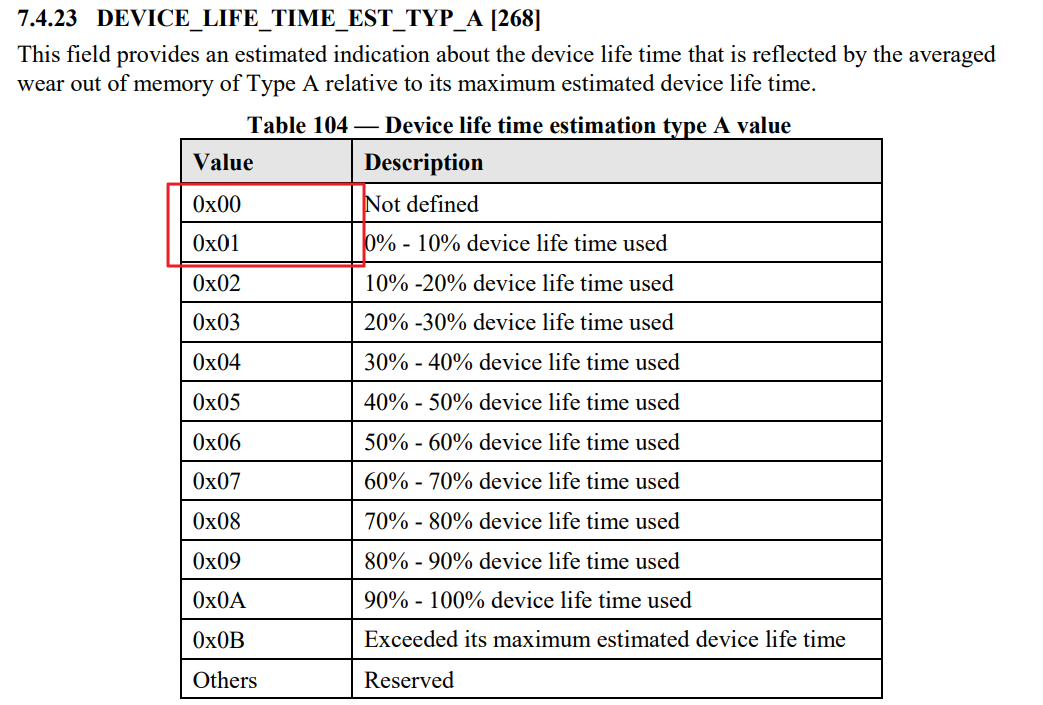 7.4.23 DEVICE_LIFE_TIME_EST_TYP_A [268]
This field provides an estimated indication about the device life time that is reflected by the averaged
wear out of memory of Type A relative to its maximum estimated device life time.
Table 104 — Device life time estimation type A value
Value Description
0x00 Not defined
0x01 0% - 10% device life time used
0x02 10% -20% device life time used
0x03 20% -30% device life time used
0x04 30% - 40% device life time used
0x05 40% - 50% device life time used
0x06 50% - 60% device life time used
0x07 60% - 70% device life time used
0x08 70% - 80% device life time used
0x09 80% - 90% device life time used
0x0A 90% - 100% device life time used
0x0B Exceeded its maximum estimated device life time
Others Reserved